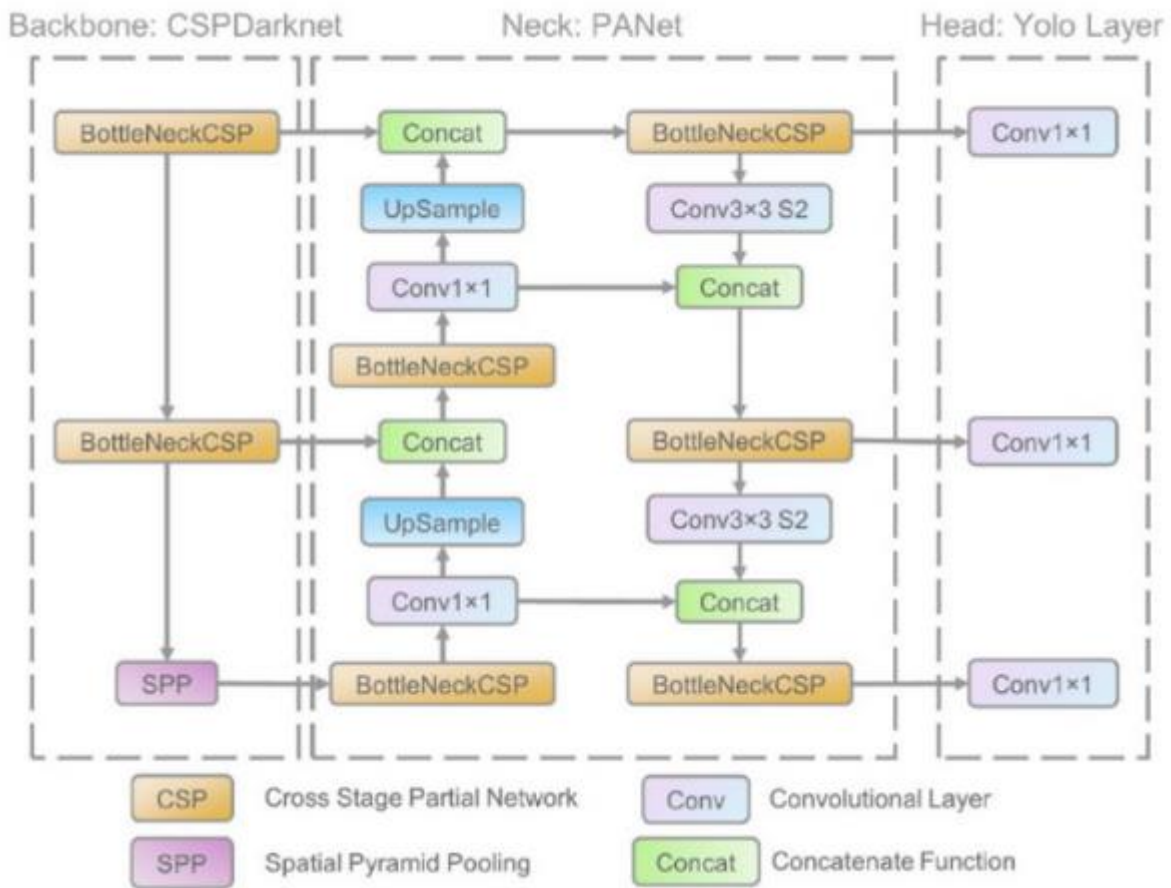 Backbone: CSPDarknet
Neck: PANet
Head: Yolo Layer
BottleNeckCSP
Concat
BottleNeckCSP
Conv1×1
UpSample
Conv3×3 S2
Conv1×1
Concat
BottleNeckCSP
BottleNeckCSP
Concat
BottleNeckCSP
Conv1×1
UpSample
Conv3×3 S2
Conv1×1
Concat
SPP
BottleNeckCSP
BottleNeckCSP
Conv1×1
CSP
Cross Stage Partial Network
Conv
Convolutional Layer
SPP
Spatial Pyramid Pooling
Concat
Concatenate Function